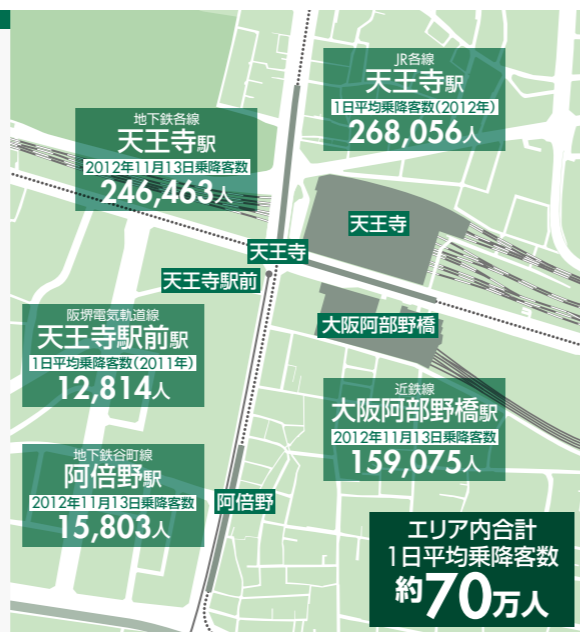 JR各線
天王寺駅
1日平均乗降客数(2012年)
268,056人
地下鉄各線
天王寺駅
2012年11月13日乗降客数
246,463人
天王寺
天王寺
天王寺駅前
大阪阿部野橋
阪堺電気軌道線
天王寺駅前駅
1日平均乗降客数(2011年)
12,814人
近鉄線
大阪阿部野橋駅
2012年11月13日乗降客数
159,075人
地下鉄谷町線
阿倍野駅
2012年11月13日乗降客数
15,803人
阿倍野
エリア内合計
1日平均乗降客数
約70万人